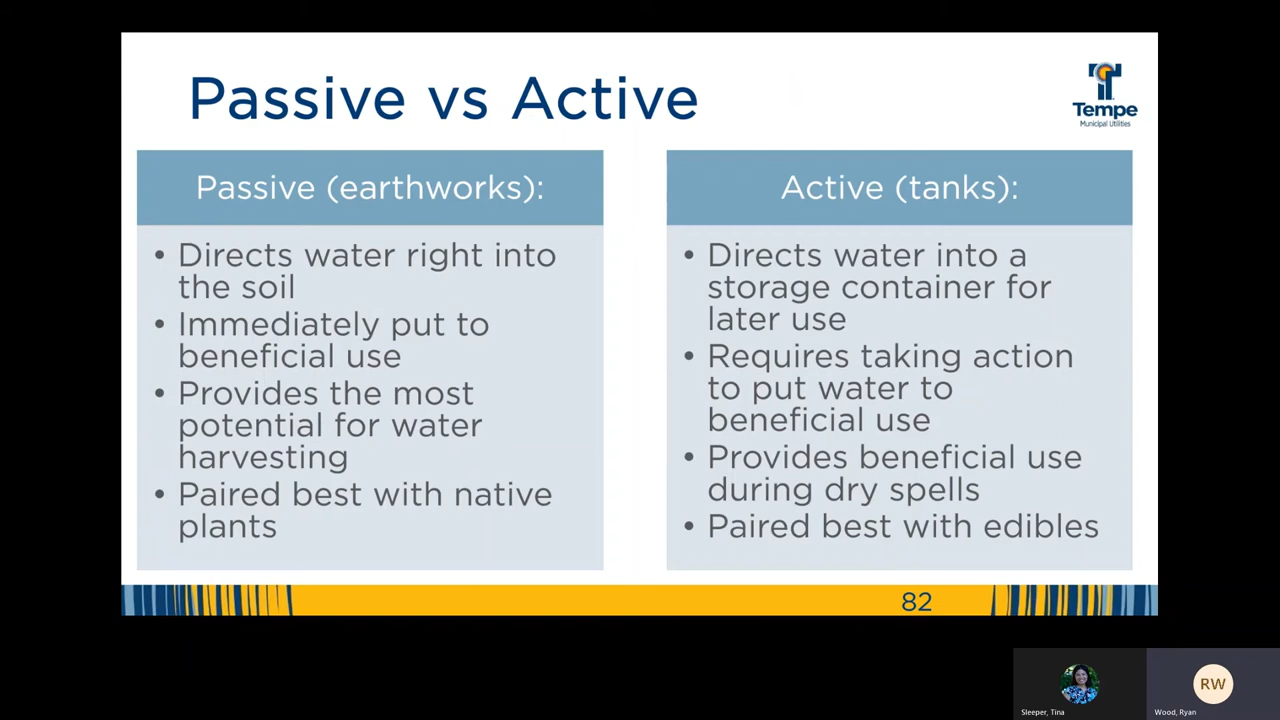 Passive vs Active
Tempe
Municipal Utilities
Passive (earthworks):
• Directs water right into
the soil
• Immediately put to
beneficial use
• Provides the most
potential for water
harvesting
• Paired best with native
plants
Active (tanks):
• Directs water into a
storage container for
later use
• Requires taking action
to put water to
beneficial use
• Provides beneficial use
during dry spells
• Paired best with edibles
82
RW
Sleeper, Tina
Wood, Ryan